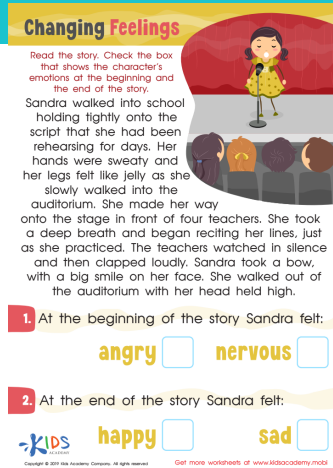 Changing Feelings
Read the story. Check the box
that shows the character's
emotions at the beginning and
the end of the story.
Sandra walked into school
holding tightly onto the
script that she had been
rehearsing for days. Her
hands were sweaty and
her legs felt like jelly as she
slowly walked into the
auditorium. She made her way
onto the stage in front of four teachers. She took
a deep breath and began reciting her lines, just
as she practiced. The teachers watched in silence
and then clapped loudly. Sandra took a bow,
with a big smile on her face. She walked out of
the auditorium with her head held high.
1. At the beginning of the story Sandra felt:
angry nervous
2. At the end of the story Sandra felt:
happy sad
KIDS
ACADEMY
Copyright © 2019 Kids Academy Company. All rights reserved
Get more worksheets at www.kidsacademy.mobi